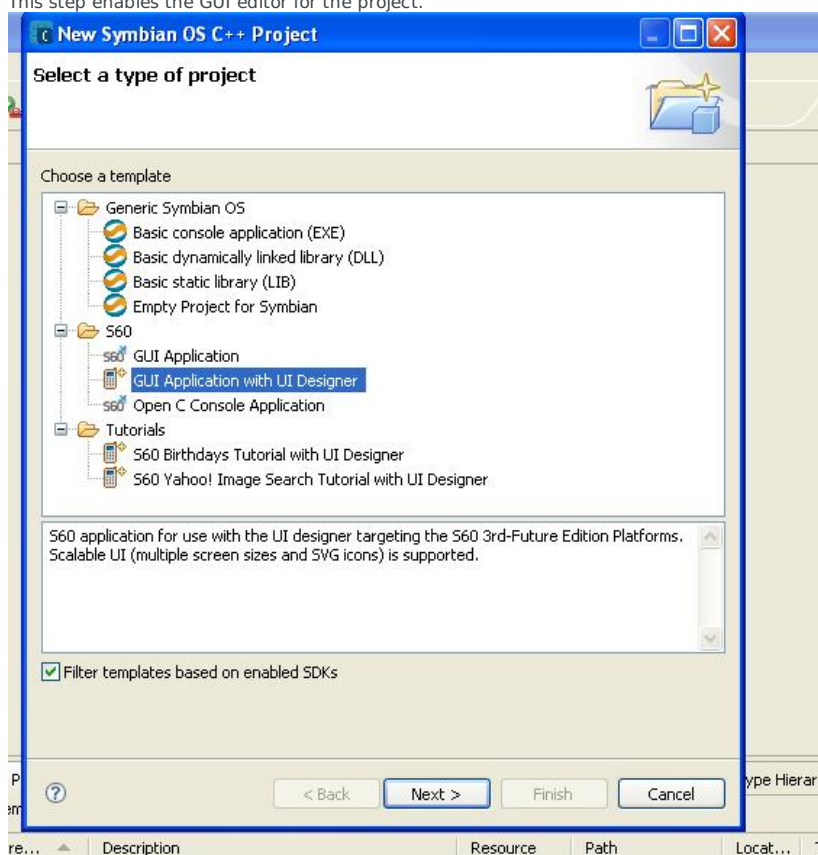 This step enables the GUI editor for the project.
New Symbian OS C++ Project
Select a type of project
Choose a template
Generic Symbian OS
Basic console application (EXE)
Basic dynamically linked library (DLL)
Basic static library (LIB)
Empty Project for Symbian
S60
S60 GUI Application
GUI Application with UI Designer
S60 Open C Console Application
Tutorials
S60 Birthdays Tutorial with UI Designer
S60 Yahoo! Image Search Tutorial with UI Designer
S60 application for use with the UI designer targeting the S60 3rd-Future Edition Platforms.
Scalable UI (multiple screen sizes and SVG icons) is supported.
Filter templates based on enabled SDKs
< Back Next > Finish Cancel
P ype Hierar
em
re... Description Resource Path Locat...